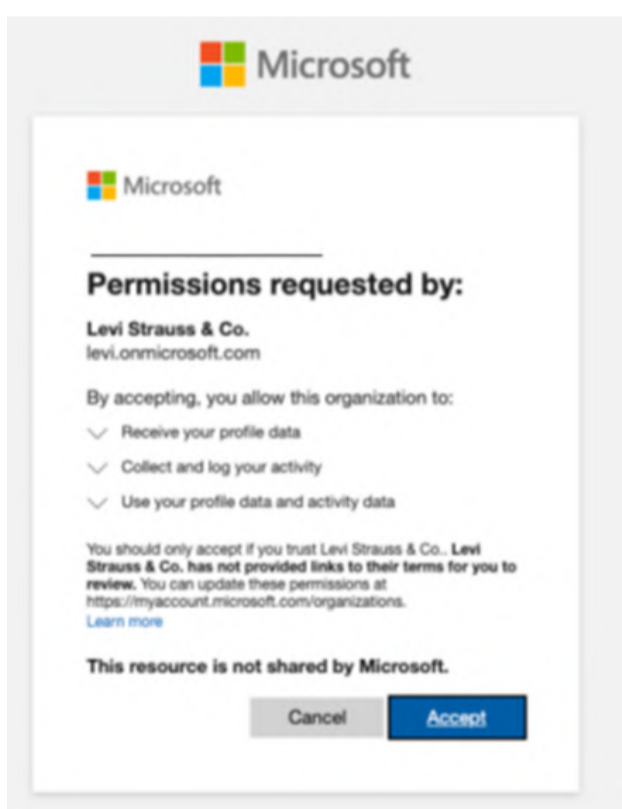 Microsoft
Microsoft
Permissions requested by:
Levi Strauss & Co.
levi.onmicrosoft.com
By accepting, you allow this organization to:
Receive your profile data
Collect and log your activity
Use your profile data and activity data
You should only accept if you trust Levi Strauss & Co.. Levi
Strauss & Co. has not provided links to their terms for you to
review. You can update these permissions at
https://myaccount.microsoft.com/organizations.
Learn more
This resource is not shared by Microsoft.
Cancel
Accept